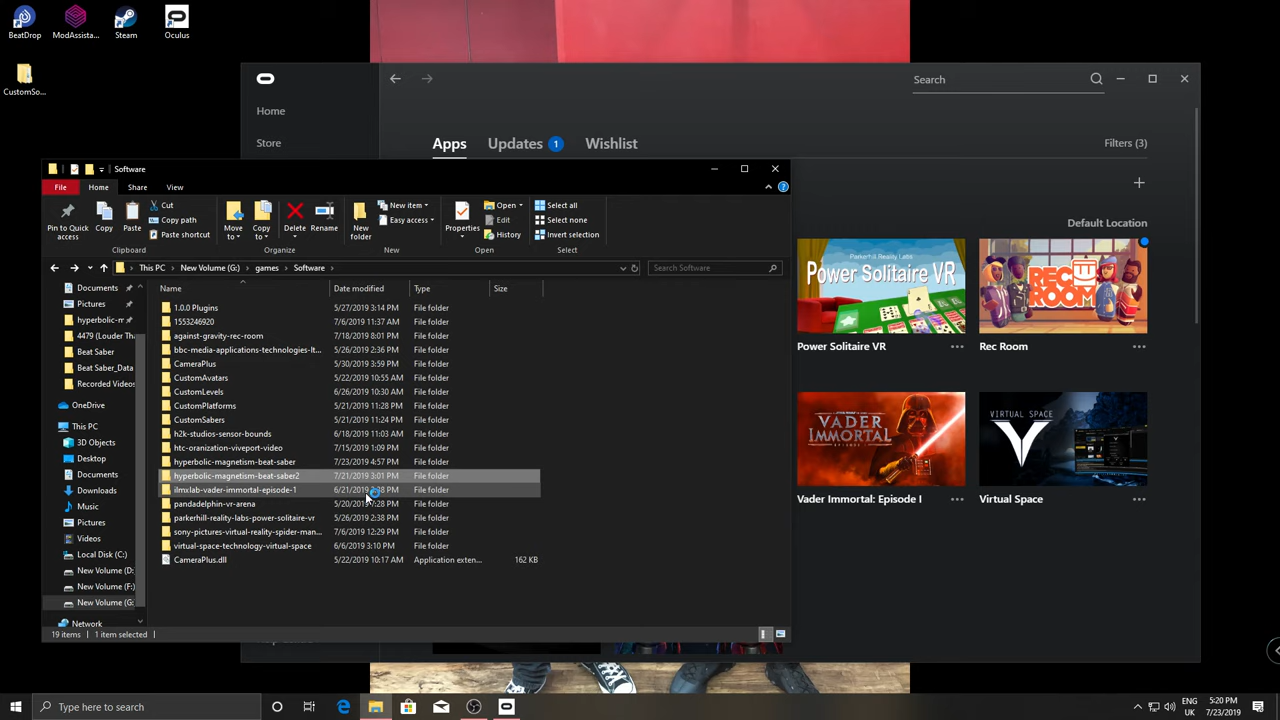 BeatDrop
ModAssista...
Steam
Oculus
CustomSo...
Search
Home
Store
Apps
Updates 1
Wishlist
Filters (3)
Default Location
Software
File
Home
Share
View
Pin to Quick access
Copy
Paste
Cut
Copy path
Paste shortcut
Clipboard
Move to
Copy to
Delete
Rename
Organize
New folder
New item
Easy access
New
Properties
Open
Edit
History
Open
Select all
Select none
Invert selection
Select
This PC > New Volume (G:) > games > Software >
Search Software
Name
Date modified
Type
Size
Documents
Pictures
hyperbolic-m
4479 (Louder Tha
Beat Saber
Beat Saber_Data
Recorded Videos
OneDrive
This PC
3D Objects
Desktop
Documents
Downloads
Music
Pictures
Videos
Local Disk (C:)
New Volume (D:
New Volume (F:)
New Volume (G:
Network
1.0.0 Plugins 5/27/2019 3:14 PM File folder
1553246920 7/6/2019 11:37 AM File folder
against-gravity-rec-room 7/18/2019 8:01 PM File folder
bbc-media-applications-technologies-lt... 5/26/2019 2:36 PM File folder
CameraPlus 5/30/2019 3:59 PM File folder
CustomAvatars 5/22/2019 10:55 AM File folder
CustomLevels 6/26/2019 10:30 AM File folder
CustomPlatforms 5/21/2019 11:28 PM File folder
CustomSabers 5/21/2019 11:24 PM File folder
h2k-studios-sensor-bounds 6/18/2019 11:03 AM File folder
htc-oranization-viveport-video 7/15/2019 1:09 PM File folder
hyperbolic-magnetism-beat-saber 7/23/2019 4:57 PM File folder
hyperbolic-magnetism-beat-saber2 7/21/2019 3:01 PM File folder
ilmxlab-vader-immortal-episode-1 6/21/2019 PM File folder
pandadelphin-vr-arena 5/20/2019 7:28 PM File folder
parkerhill-reality-labs-power-solitaire-vr 5/26/2019 2:38 PM File folder
sony-pictures-virtual-reality-spider-man... 7/6/2019 12:29 PM File folder
virtual-space-technology-virtual-space 6/6/2019 3:10 PM File folder
CameraPlus.dll 5/22/2019 10:17 AM Application exten... 162 KB
19 items
1 item selected
Parkerhill Reality Labs
Power Solitaire VR
REC ROOM
Power Solitaire VR
Rec Room
STAR WARS
VADER IMMORTAL
EPISODE I
VIRTUAL SPACE
Vader Immortal: Episode I
Virtual Space
Type here to search
ENG
UK
5:20 PM
7/23/2019